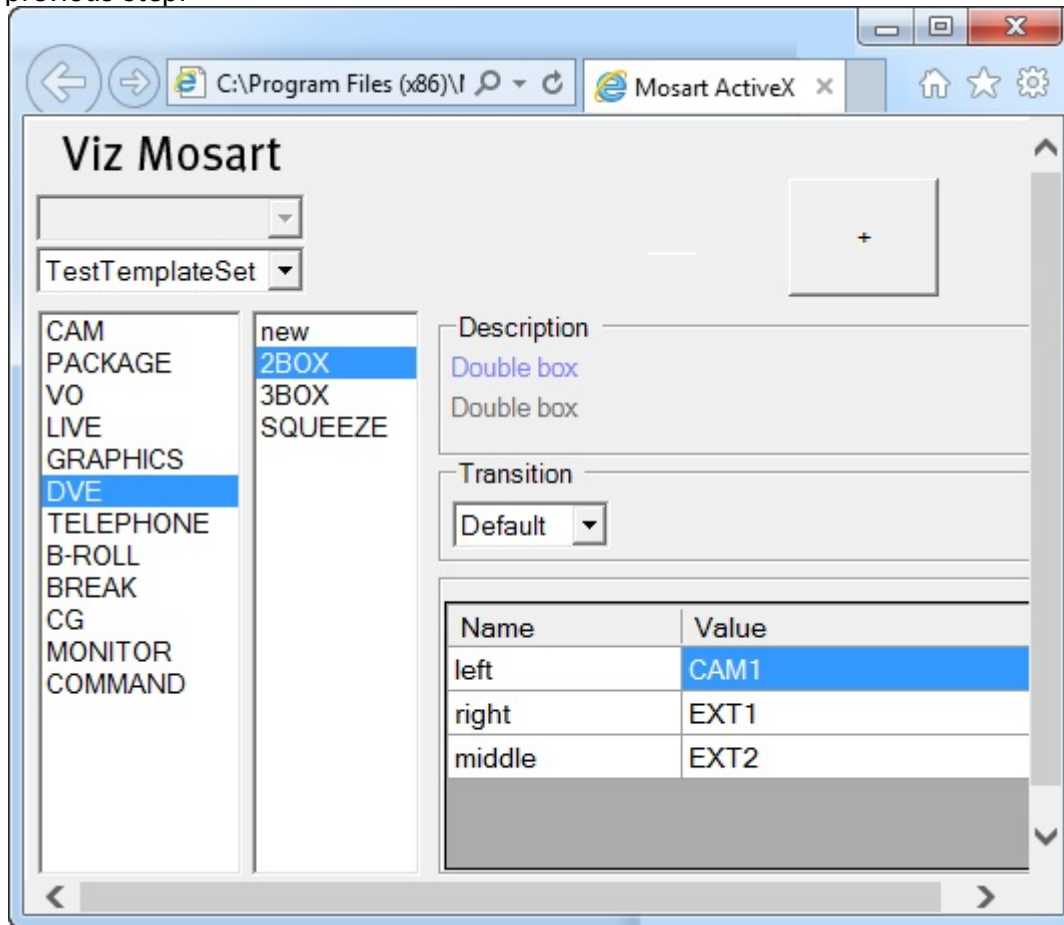 previous step.
C:\Program Files (x86)\
Mosart ActiveX
Viz Mosart
+
TestTemplateSet
CAM
PACKAGE
VO
LIVE
GRAPHICS
DVE
TELEPHONE
B-ROLL
BREAK
CG
MONITOR
COMMAND
new
2BOX
3BOX
SQUEEZE
Description
Double box
Double box
Transition
Default
Name Value
left CAM1
right EXT1
middle EXT2